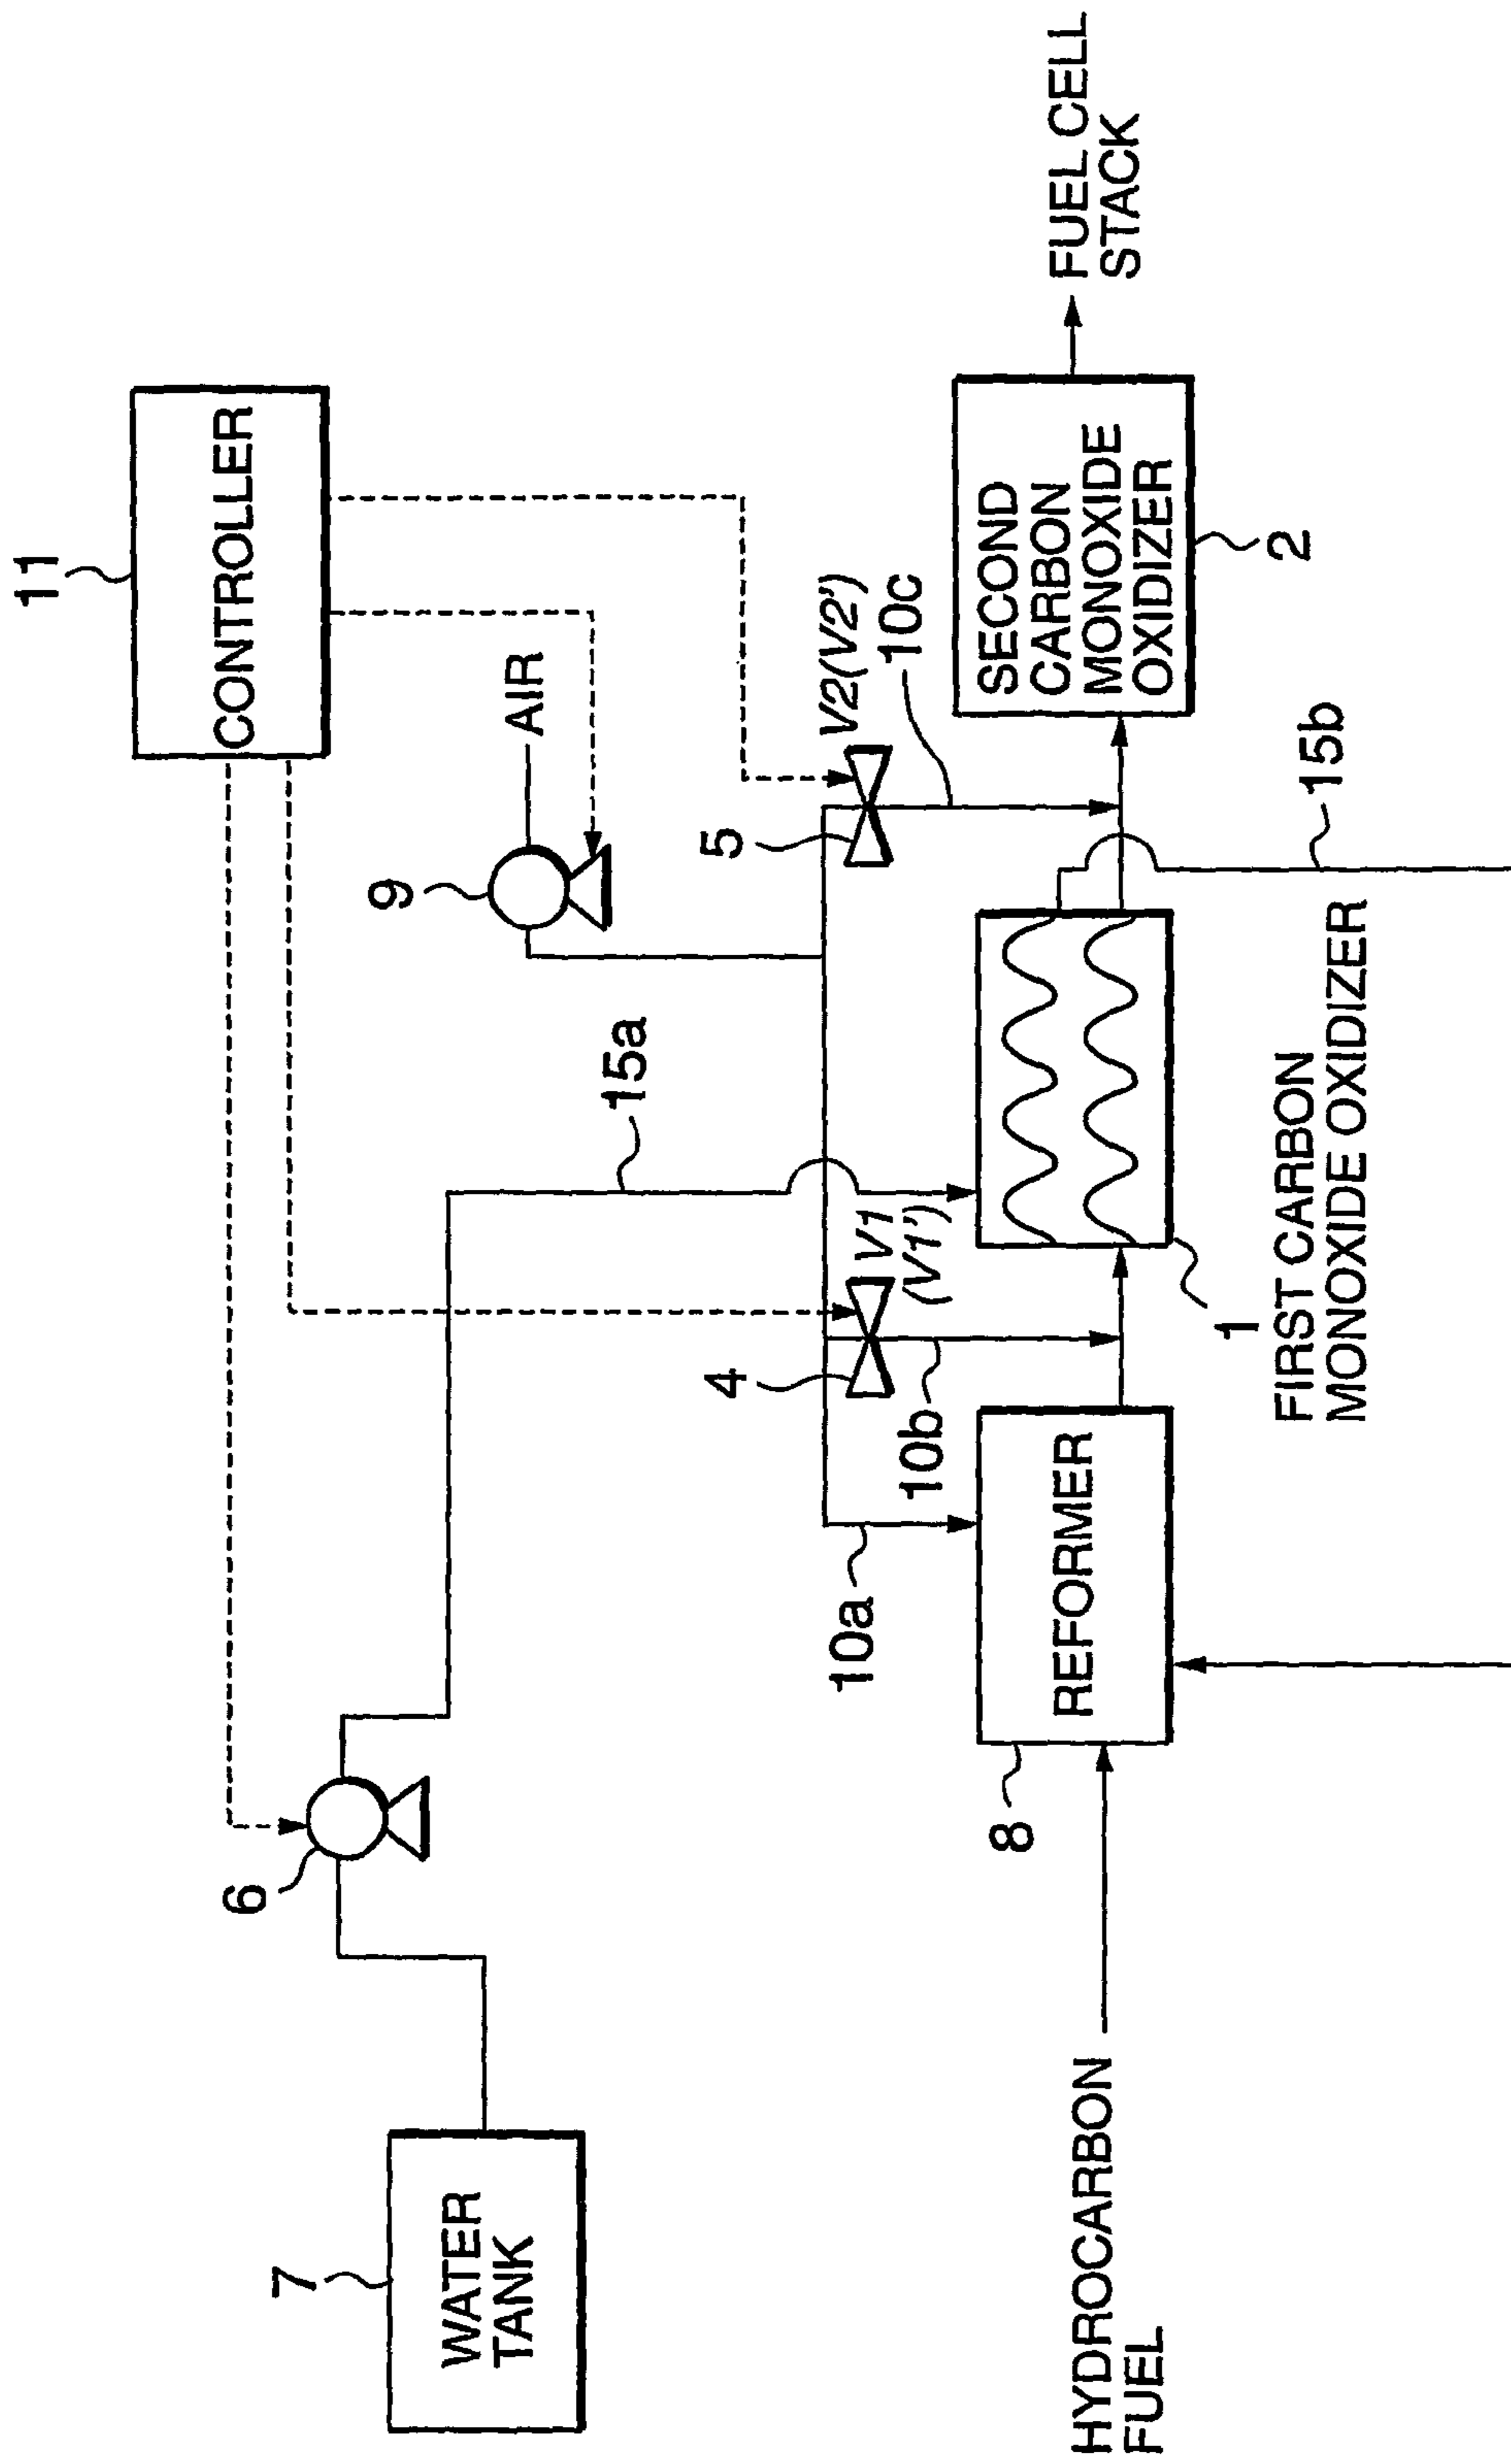 11
CONTROLLER
6
9
AIR
7
WATER
TANK
15a
5
V2(V2')
10c
4
V1
(V1')
10a
10b
FUEL CELL
STACK
8
REFORMER
SECOND
CARBON
MONOXIDE
OXIDIZER
2
HYDROCARBON
FUEL
1
FIRST CARBON
MONOXIDE OXIDIZER
15b